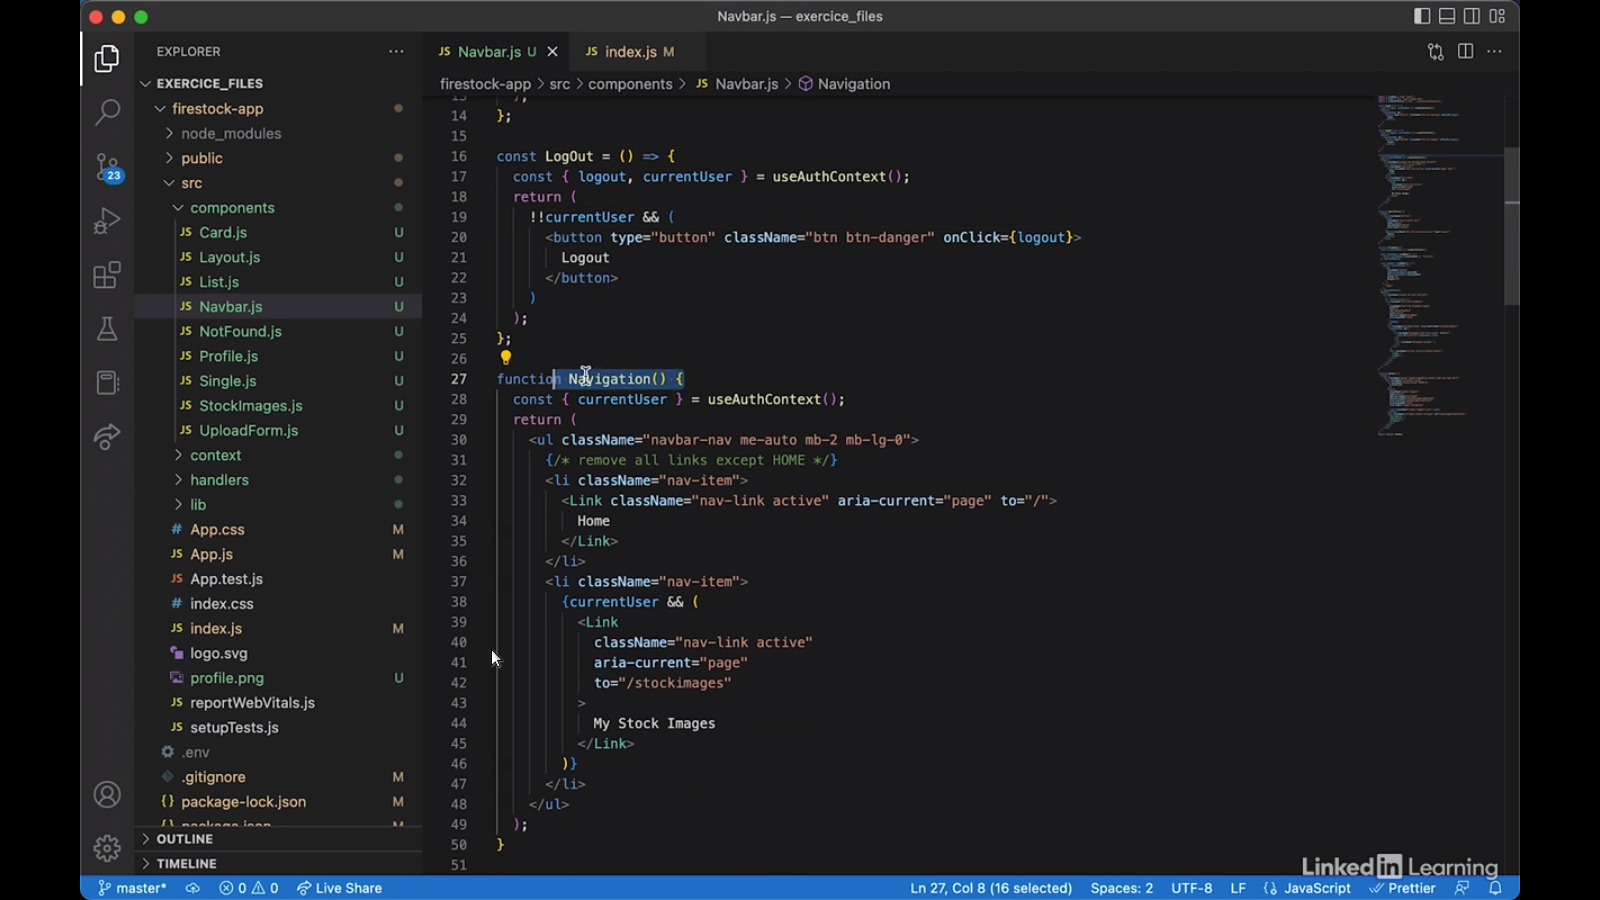 Navbar.js — exercice_files
EXPLORER
EXERCICE_FILES
firestock-app
node_modules
public
src
components
JS Card.js U
JS Layout.js U
JS List.js U
JS Navbar.js U
JS NotFound.js U
JS Profile.js U
JS Single.js U
JS StockImages.js U
JS UploadForm.js U
context
handlers
lib
# App.css M
JS App.js M
JS App.test.js
# index.css
JS index.js M
logo.svg
profile.png U
JS reportWebVitals.js
JS setupTests.js
.env
.gitignore M
{} package-lock.json M
{} package.json M
OUTLINE
TIMELINE
23
JS Navbar.js U
JS index.js M
firestock-app > src > components > JS Navbar.js > Navigation
13 );
14 };
15
16 const LogOut = () => {
17 const { logout, currentUser } = useAuthContext();
18 return (
19 !!currentUser && (
20 <button type="button" className="btn btn-danger" onClick={logout}>
21 Logout
22 </button>
23 )
24 );
25 };
26
27 function Navigation() {
28 const { currentUser } = useAuthContext();
29 return (
30 <ul className="navbar-nav me-auto mb-2 mb-lg-0">
31 {/* remove all links except HOME */}
32 <li className="nav-item">
33 <Link className="nav-link active" aria-current="page" to="/">
34 Home
35 </Link>
36 </li>
37 <li className="nav-item">
38 {currentUser && (
39 <Link
40 className="nav-link active"
41 aria-current="page"
42 to="/stockimages"
43 >
44 My Stock Images
45 </Link>
46 )}
47 </li>
48 </ul>
49 );
50 }
51
LinkedIn Learning
master* 0 0 Live Share Ln 27, Col 8 (16 selected) Spaces: 2 UTF-8 LF {} JavaScript Prettier